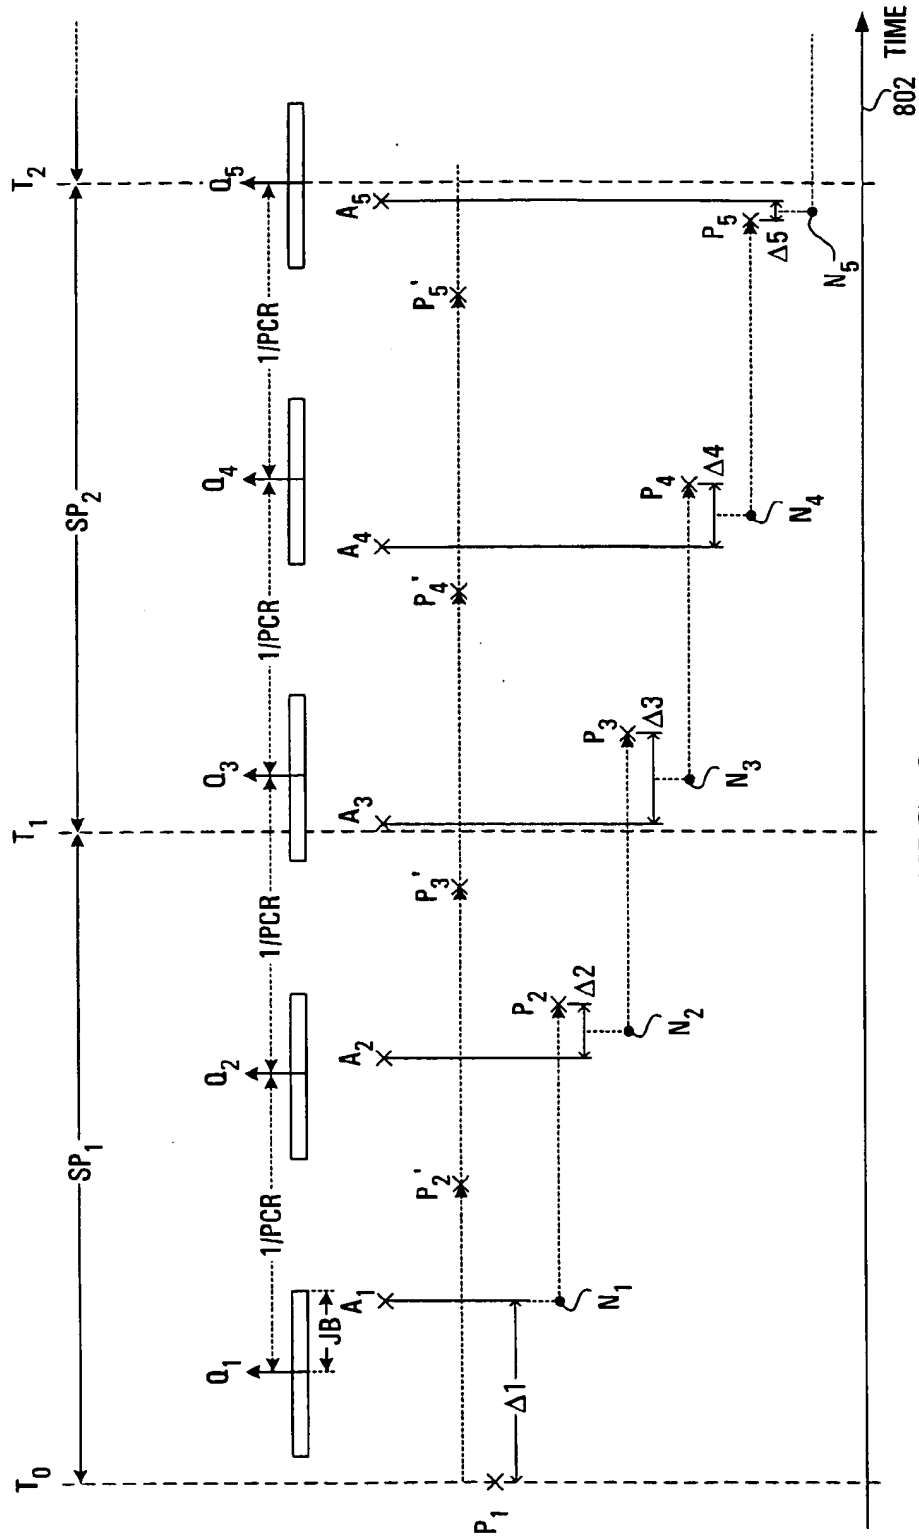 T0 T1 T2
SP1 SP2
Q1 1/PCR Q2 1/PCR Q3 1/PCR Q4 1/PCR Q5
JB
A1 A2 A3 A4 A5
P2' P3' P4' P5'
P1
Δ1
N1
P2
Δ2
N2
P3
Δ3
N3
P4
Δ4
N4
P5
Δ5
N5
802 TIME